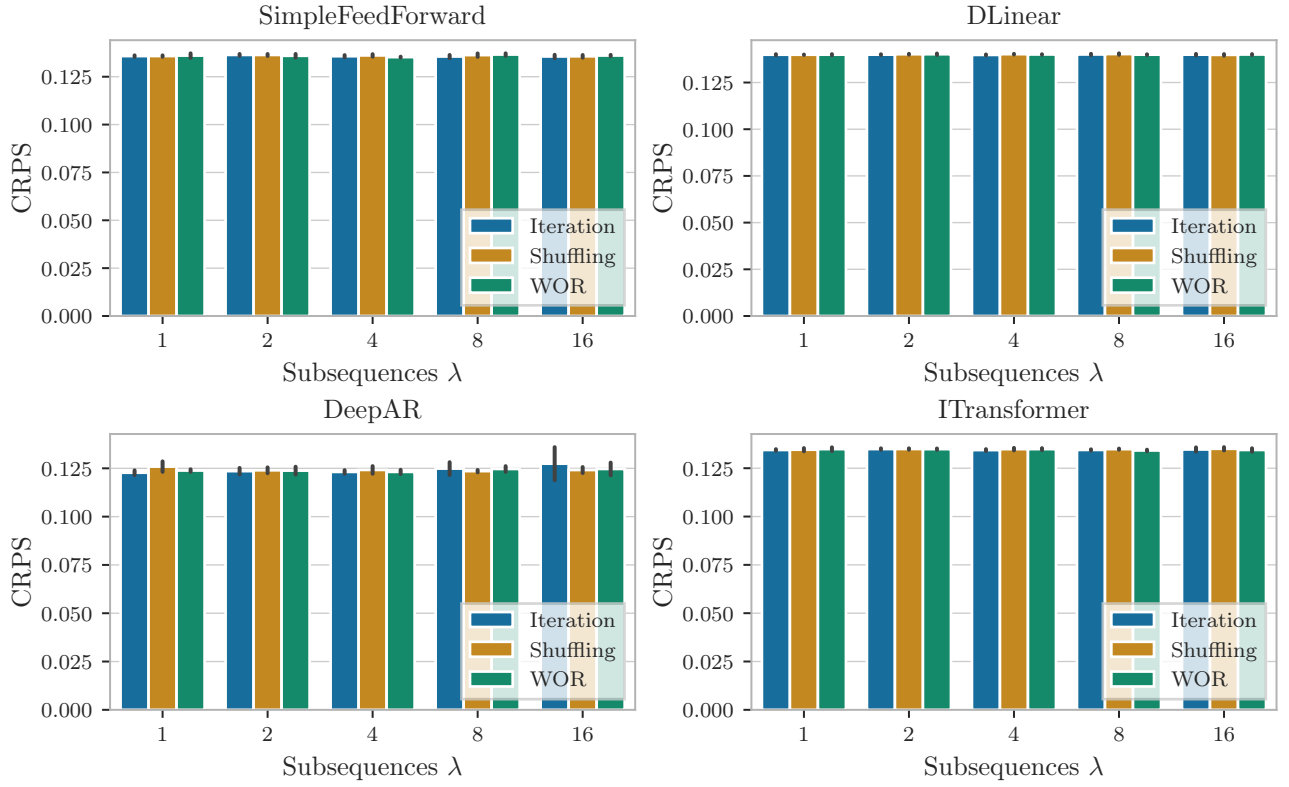 SimpleFeedForward
CRPS
0.125
0.100
0.075
0.050
0.025
0.000
Iteration
Shuffling
WOR
1 2 4 8 16
Subsequences λ
DLinear
CRPS
0.125
0.100
0.075
0.050
0.025
0.000
Iteration
Shuffling
WOR
1 2 4 8 16
Subsequences λ
DeepAR
CRPS
0.125
0.100
0.075
0.050
0.025
0.000
Iteration
Shuffling
WOR
1 2 4 8 16
Subsequences λ
ITransformer
CRPS
0.125
0.100
0.075
0.050
0.025
0.000
Iteration
Shuffling
WOR
1 2 4 8 16
Subsequences λ